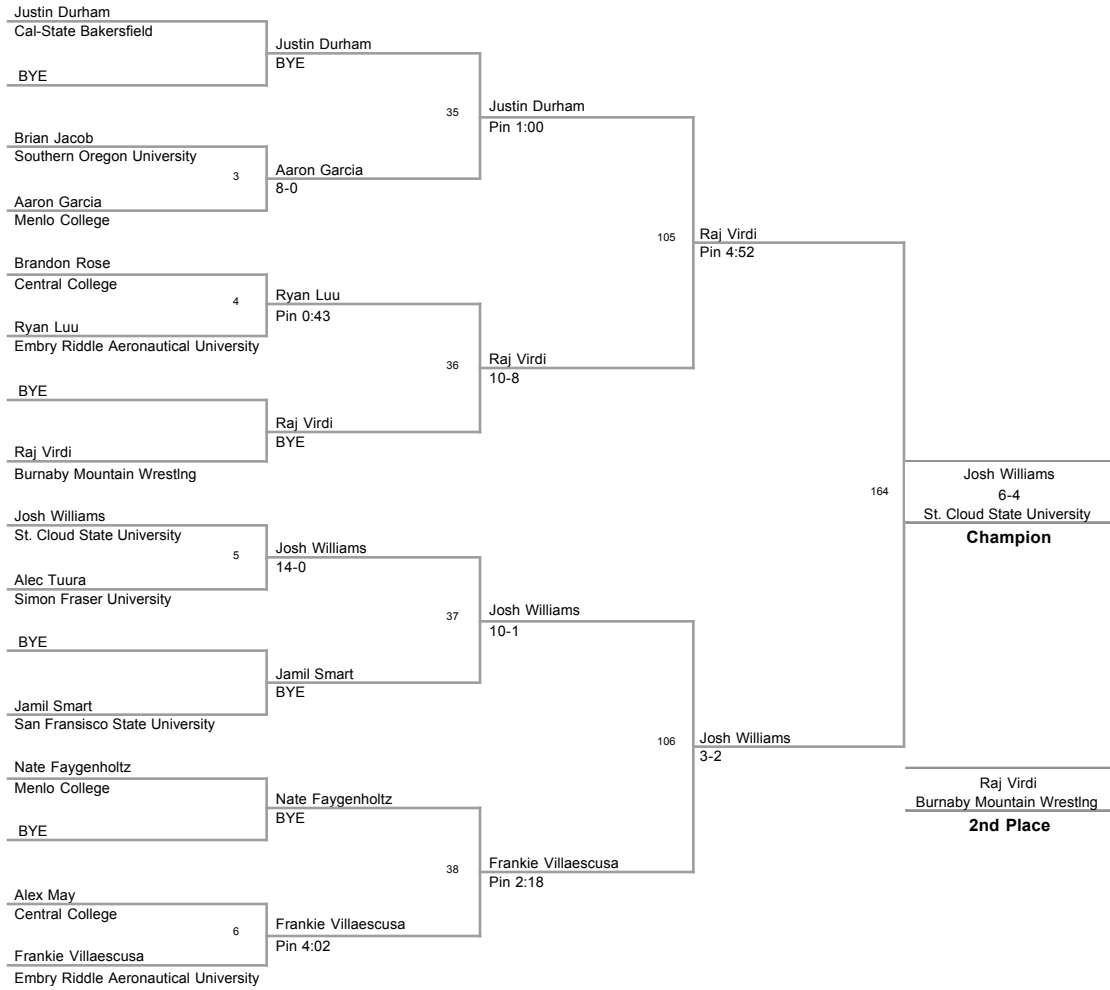 Justin Durham
Cal-State Bakersfield
BYE
Brian Jacob
Southern Oregon University
3
Aaron Garcia
Menlo College
Brandon Rose
Central College
4
Ryan Luu
Embry Riddle Aeronautical University
BYE
Raj Virdi
Burnaby Mountain Wrestlng
Josh Williams
St. Cloud State University
5
Alec Tuura
Simon Fraser University
BYE
Jamil Smart
San Fransisco State University
Nate Faygenholtz
Menlo College
BYE
Alex May
Central College
6
Frankie Villaescusa
Embry Riddle Aeronautical University
Justin Durham
BYE
35
Aaron Garcia
8-0
Ryan Luu
Pin 0:43
36
Raj Virdi
BYE
Josh Williams
14-0
37
Jamil Smart
BYE
Nate Faygenholtz
BYE
38
Frankie Villaescusa
Pin 4:02
Justin Durham
Pin 1:00
105
Raj Virdi
10-8
Josh Williams
10-1
106
Frankie Villaescusa
Pin 2:18
Raj Virdi
Pin 4:52
164
Josh Williams
3-2
Josh Williams
6-4
St. Cloud State University
Champion
Raj Virdi
Burnaby Mountain Wrestlng
2nd Place